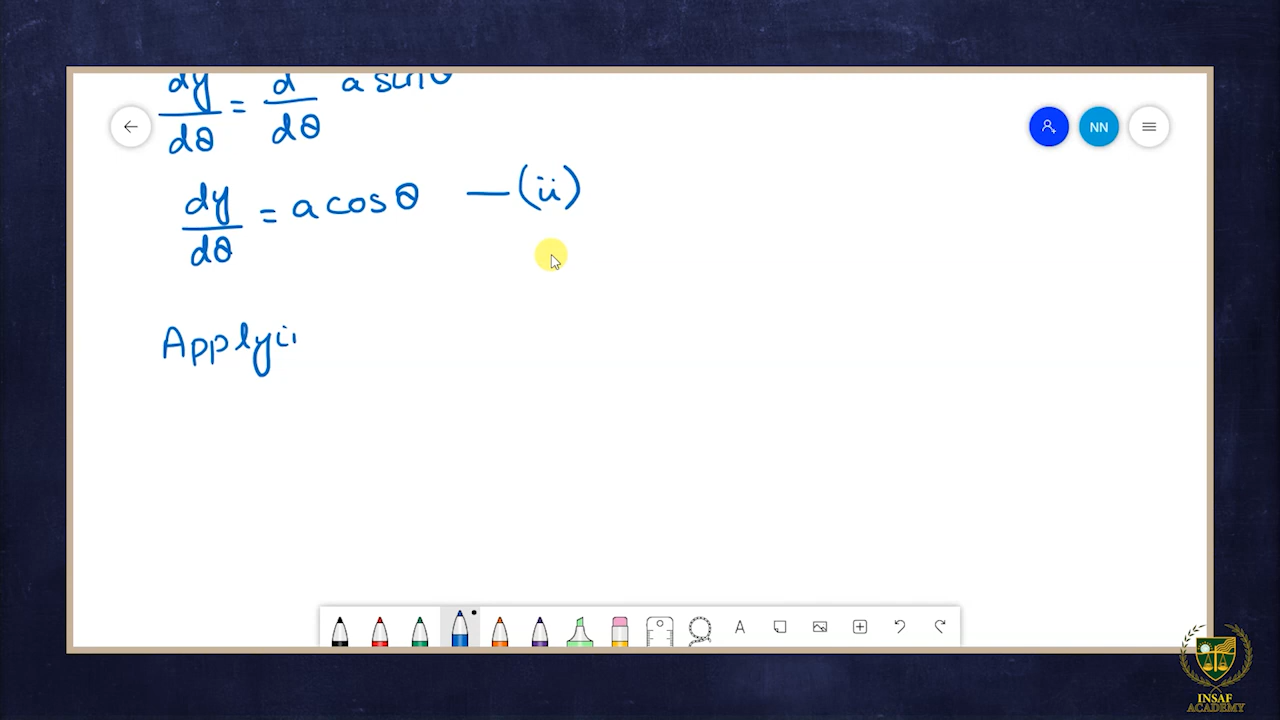 dy/dθ = d/dθ a sinθ
dy/dθ = a cosθ — (ii)
Applyi
NN
A
INSAF
ACADEMY